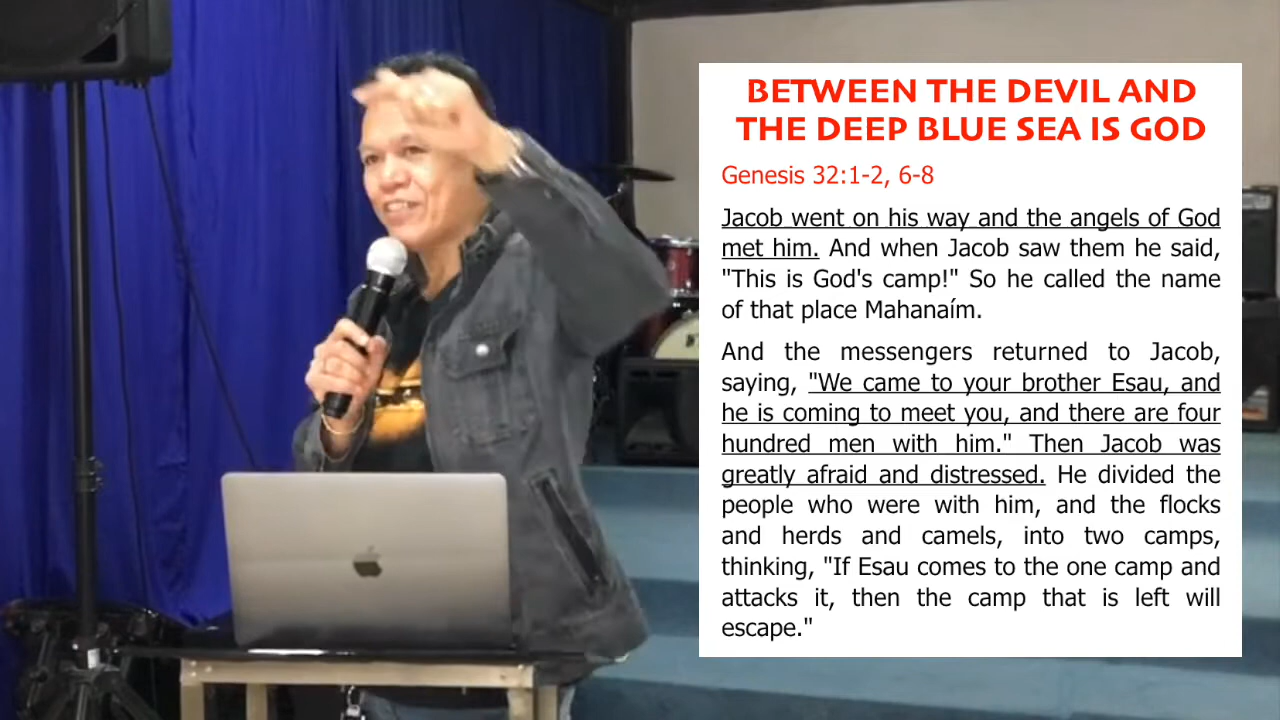 BETWEEN THE DEVIL AND
THE DEEP BLUE SEA IS GOD
Genesis 32:1-2, 6-8
Jacob went on his way and the angels of God
met him. And when Jacob saw them he said,
"This is God's camp!" So he called the name
of that place Mahanaím.
And the messengers returned to Jacob,
saying, "We came to your brother Esau, and
he is coming to meet you, and there are four
hundred men with him." Then Jacob was
greatly afraid and distressed. He divided the
people who were with him, and the flocks
and herds and camels, into two camps,
thinking, "If Esau comes to the one camp and
attacks it, then the camp that is left will
escape."